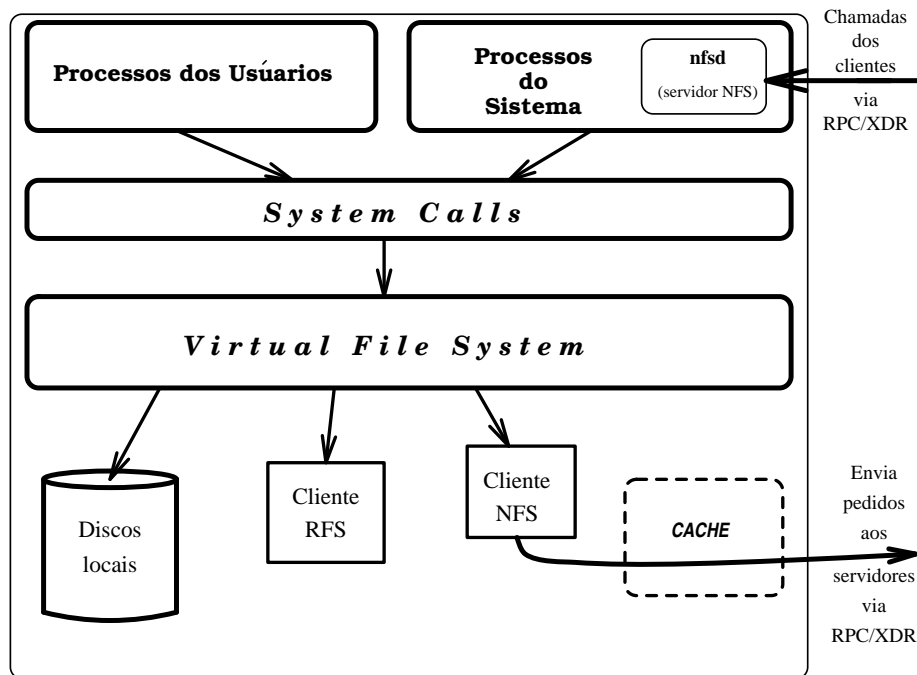 Processos dos Usúarios
Processos
do
Sistema
nfsd
(servidor NFS)
Chamadas
dos
clientes
via
RPC/XDR
System Calls
Virtual File System
Discos
locais
Cliente
RFS
Cliente
NFS
CACHE
Envia
pedidos
aos
servidores
via
RPC/XDR